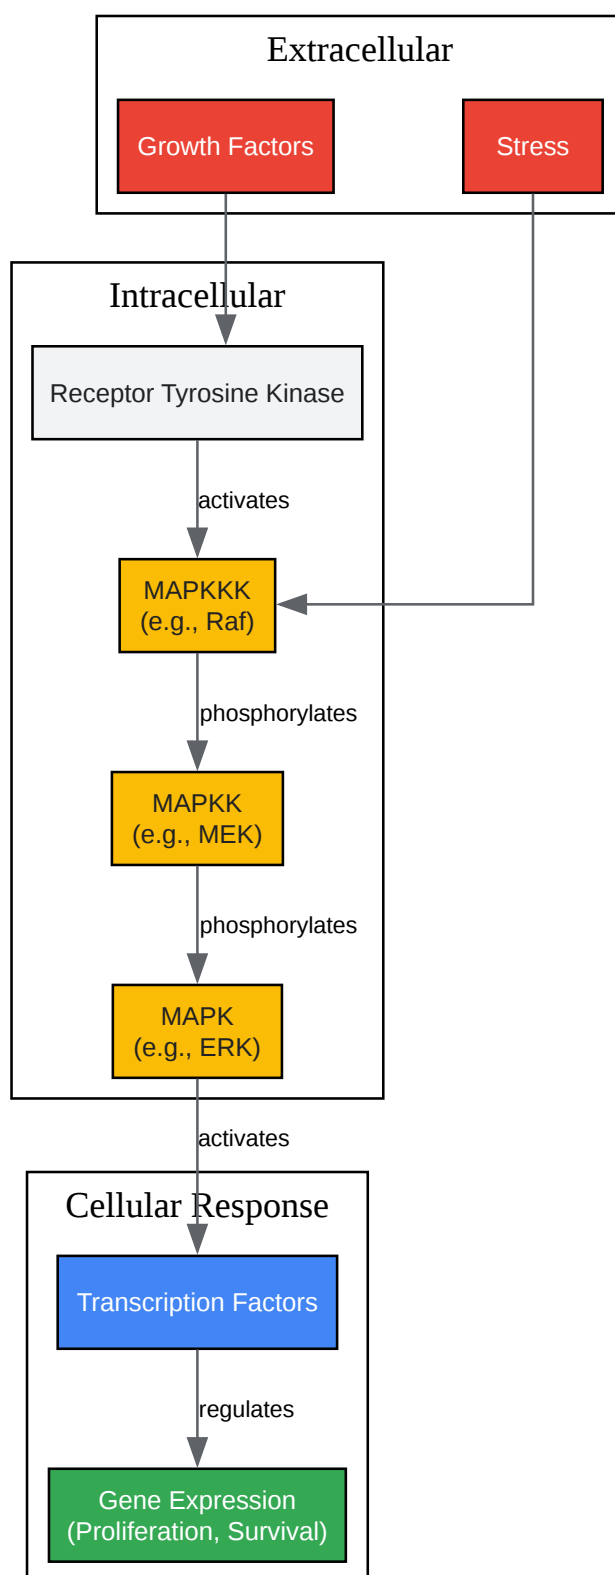 Extracellular
Growth Factors
Stress
Intracellular
Receptor Tyrosine Kinase
activates
MAPKKK
(e.g., Raf)
phosphorylates
MAPKK
(e.g., MEK)
phosphorylates
MAPK
(e.g., ERK)
activates
Cellular Response
Transcription Factors
regulates
Gene Expression
(Proliferation, Survival)